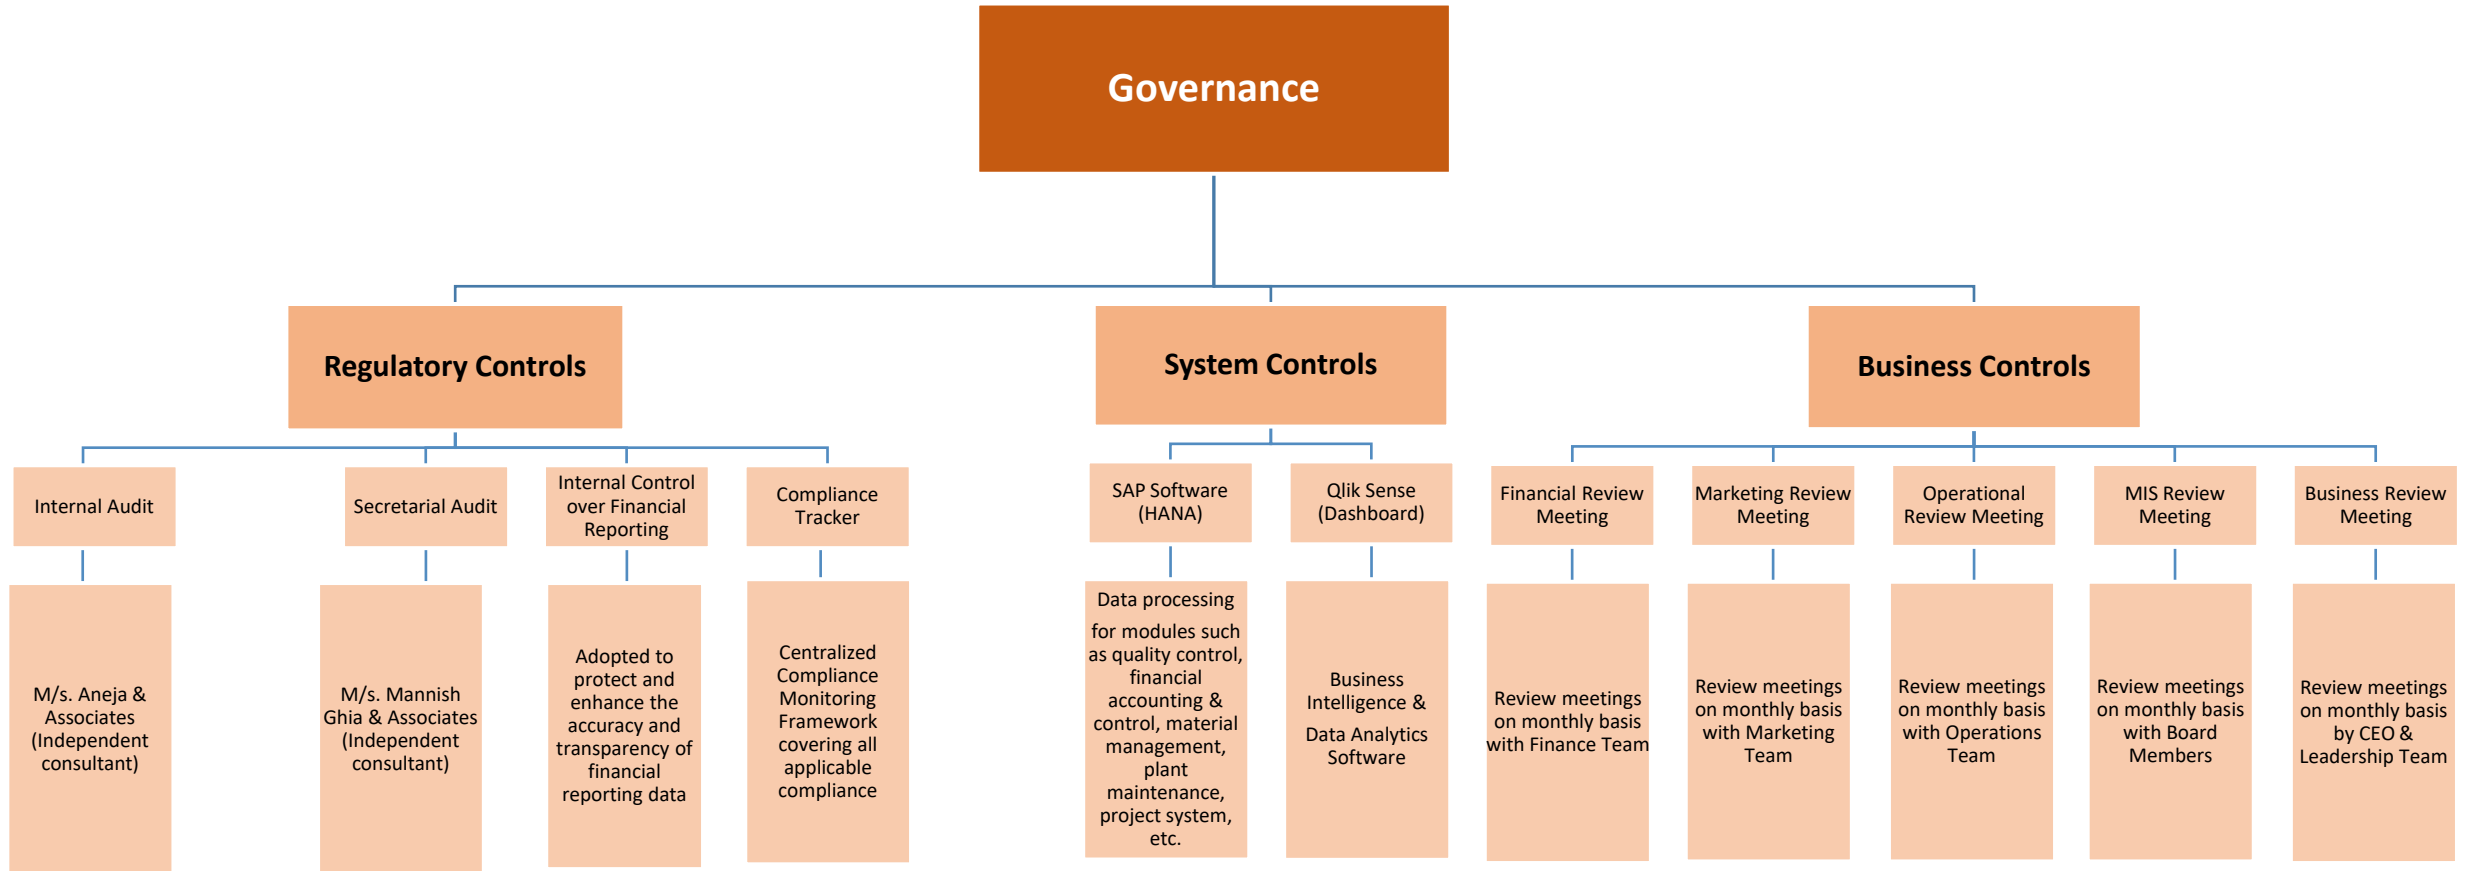 Governance
Regulatory Controls
System Controls
Business Controls
Internal Audit
Secretarial Audit
Internal Control
over Financial
Reporting
Compliance
Tracker
SAP Software
(HANA)
Qlik Sense
(Dashboard)
Financial Review
Meeting
Marketing Review
Meeting
Operational
Review Meeting
MIS Review
Meeting
Business Review
Meeting
M/s. Aneja &
Associates
(Independent
consultant)
M/s. Mannish
Ghia & Associates
(Independent
consultant)
Adopted to
protect and
enhance the
accuracy and
transparency of
financial
reporting data
Centralized
Compliance
Monitoring
Framework
covering all
applicable
compliance
Data processing
for modules such
as quality control,
financial
accounting &
control, material
management,
plant
maintenance,
project system,
etc.
Business
Intelligence &
Data Analytics
Software
Review meetings
on monthly basis
with Finance Team
Review meetings
on monthly basis
with Marketing
Team
Review meetings
on monthly basis
with Operations
Team
Review meetings
on monthly basis
with Board
Members
Review meetings
on monthly basis
by CEO &
Leadership Team